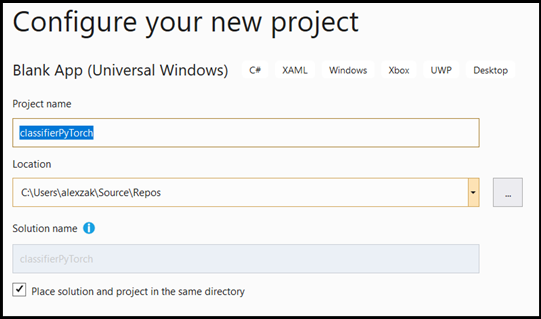 Configure your new project
Blank App (Universal Windows) C# XAML Windows Xbox UWP Desktop
Project name
classifierPyTorch
Location
C:\Users\alexzak\Source\Repos ...
Solution name
classifierPyTorch
Place solution and project in the same directory